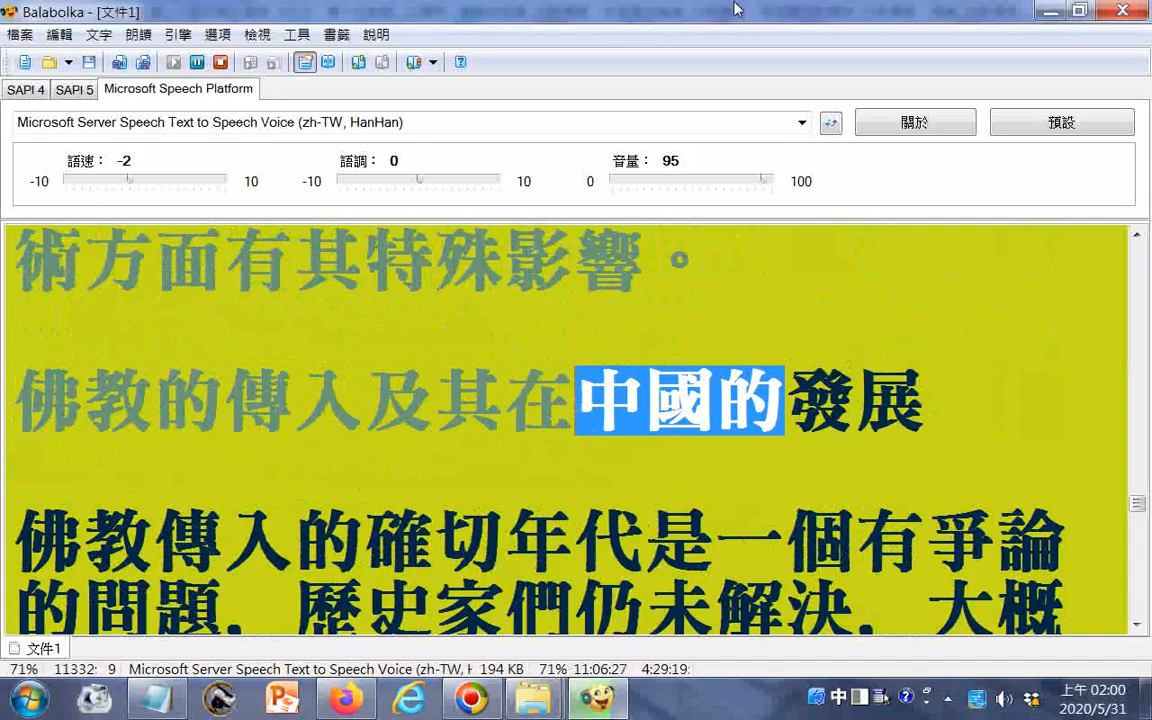 Balabolka - [文件1]
檔案 編輯 文字 朗讀 引擎 選項 檢視 工具 書籤 說明
SAPI 4 SAPI 5 Microsoft Speech Platform
Microsoft Server Speech Text to Speech Voice (zh-TW, HanHan) 關於 預設
語速： -2 語調： 0 音量： 95
-10 10 -10 10 0 100
術方面有其特殊影響。
佛教的傳入及其在中國的發展
佛教傳入的確切年代是一個有爭論
的問題，歷史家們仍未解決，大概
文件1
71% 11332: 9 Microsoft Server Speech Text to Speech Voice (zh-TW, H 194 KB 71% 11:06:27 4:29:19:
中 上午 02:00
2020/5/31